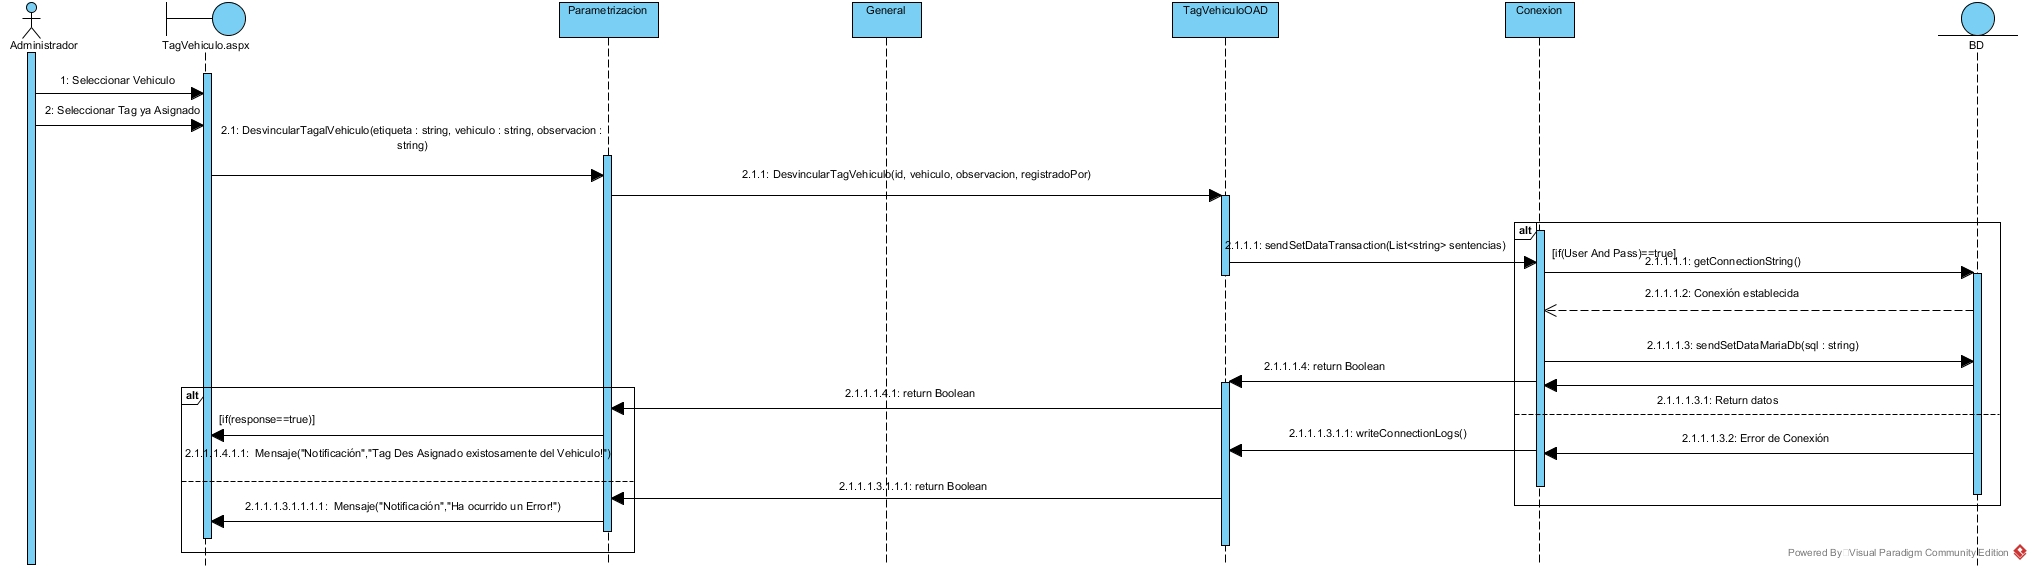 Parametrizacion
General
TagVehiculoOAD
Conexion
Administrador
TagVehiculo.aspx
BD
1: Seleccionar Vehiculo
2: Seleccionar Tag ya Asignado
2.1: DesvincularTagalVehiculo(etiqueta : string, vehiculo : string, observacion :
string)
2.1.1: DesvincularTagVehiculo(id, vehiculo, observacion, registradoPor)
alt
2.1.1.1: sendSetDataTransaction(List<string> sentencias)
[if(User And Pass)==true]
2.1.1.1.1: getConnectionString()
2.1.1.1.2: Conexión establecida
2.1.1.1.3: sendSetDataMariaDb(sql : string)
2.1.1.1.4: return Boolean
2.1.1.1.4.1: return Boolean
2.1.1.1.3.1: Return datos
alt
[if(response==true)]
2.1.1.1.4.1.1: Mensaje("Notificación","Tag Des Asignado existosamente del Vehiculo!")
2.1.1.1.3.1.1: writeConnectionLogs()
2.1.1.1.3.2: Error de Conexión
2.1.1.1.3.1.1.1: return Boolean
2.1.1.1.3.1.1.1.1: Mensaje("Notificación","Ha ocurrido un Error!")
Powered By Visual Paradigm Community Edition